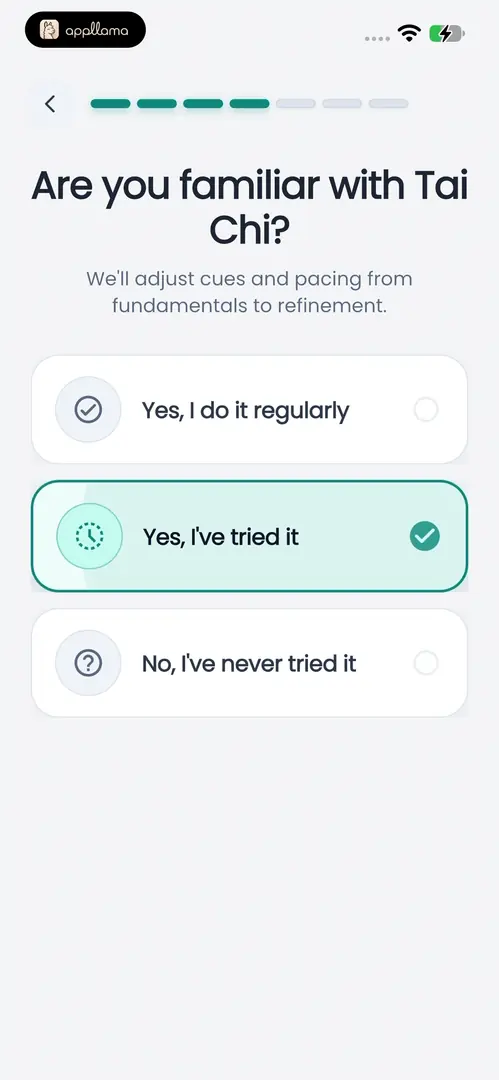 appllama
Are you familiar with Tai
Chi?
We'll adjust cues and pacing from
fundamentals to refinement.
Yes, I do it regularly
Yes, I've tried it
No, I've never tried it